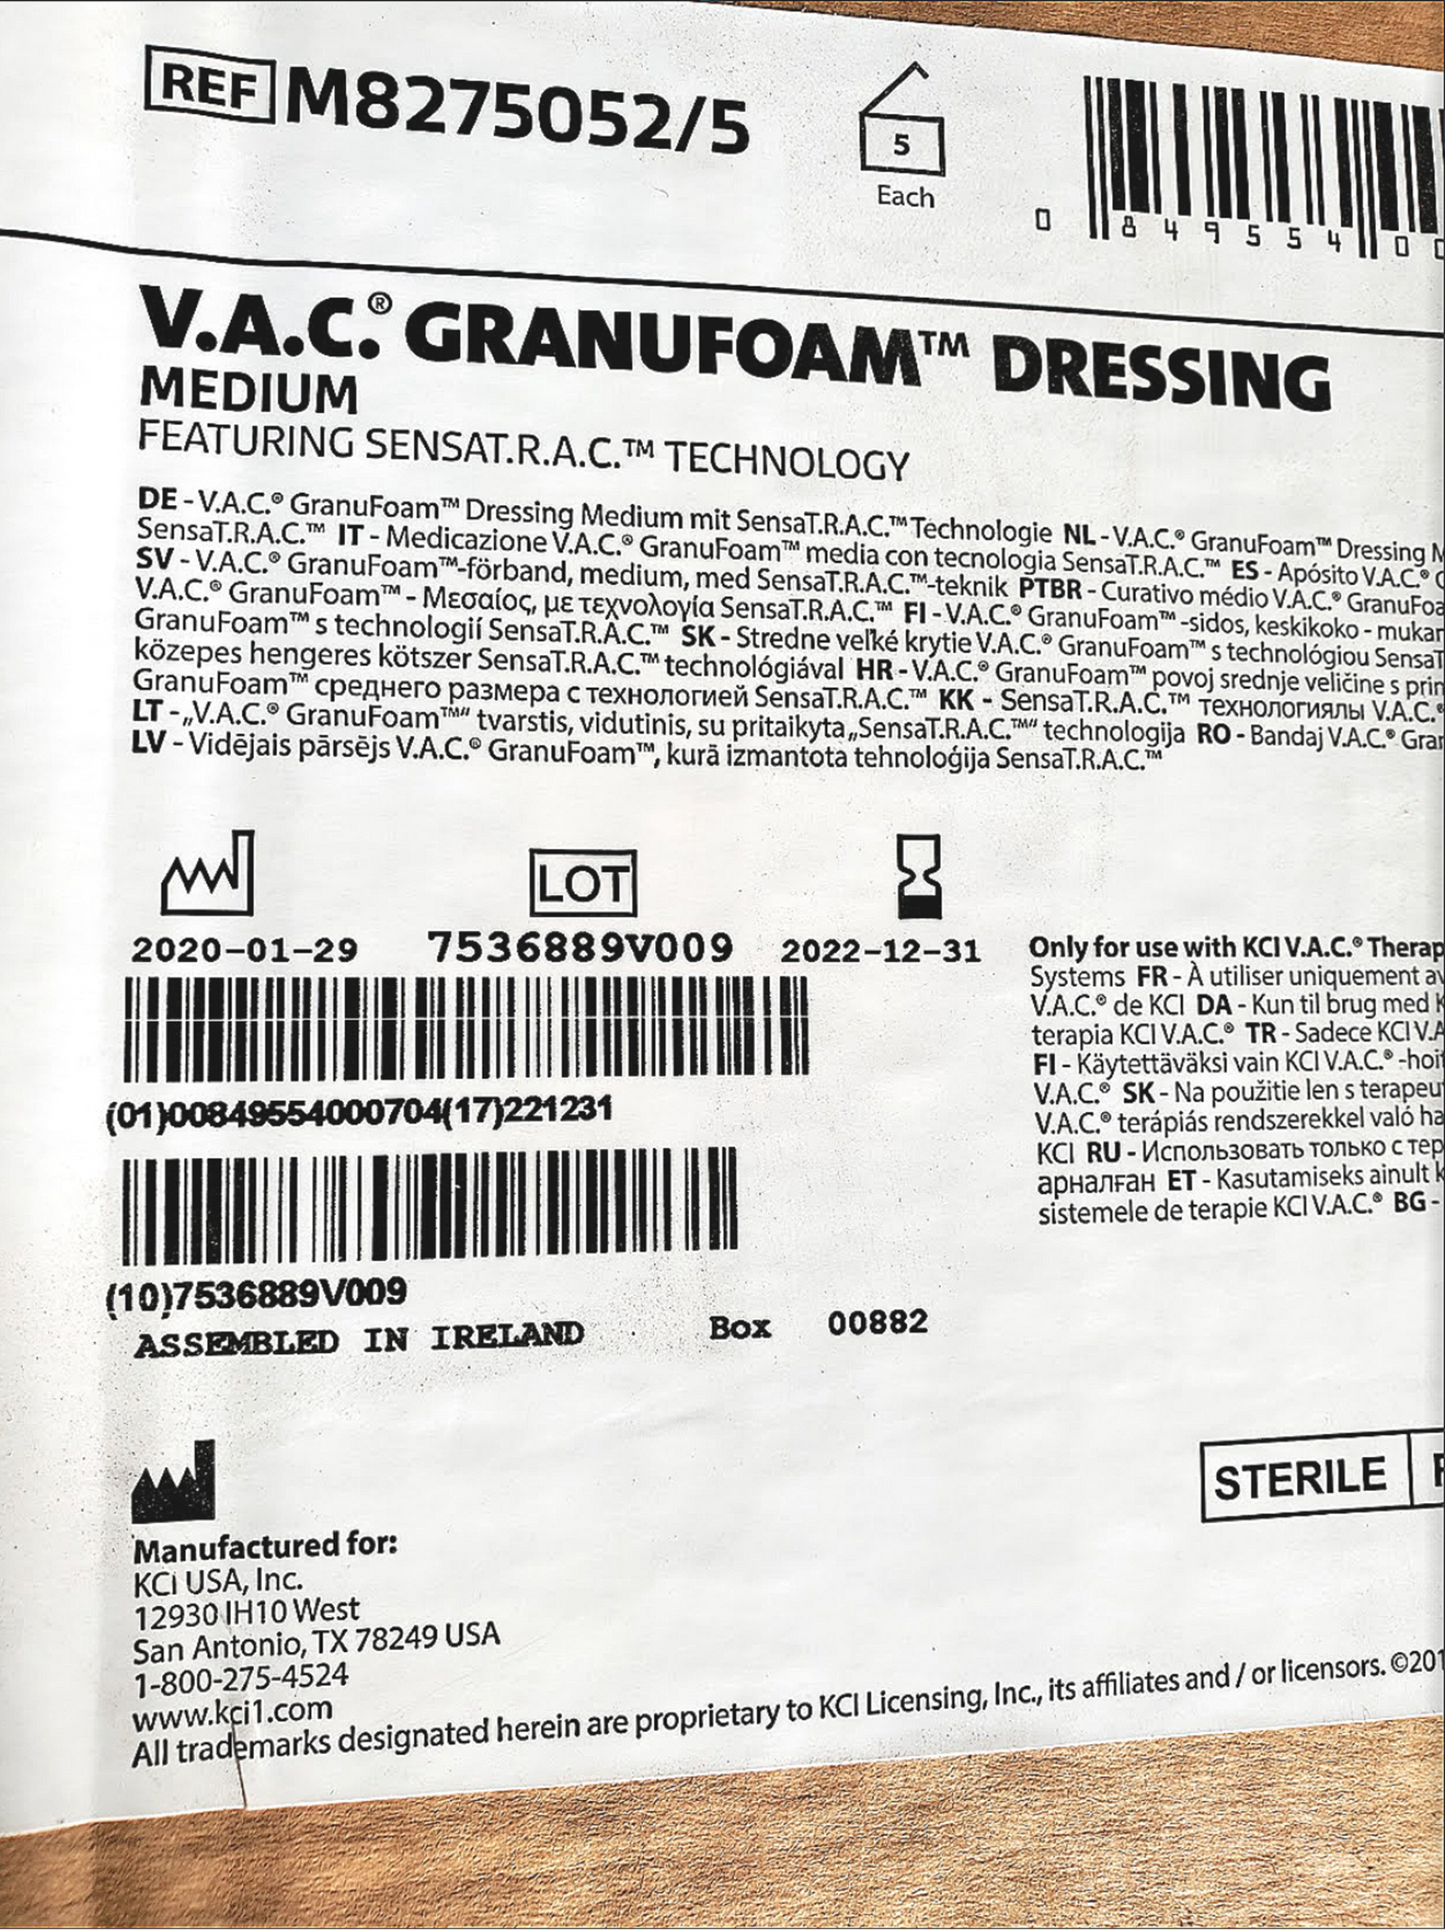 REF M8275052/5
5
Each
0 849554 0
V.A.C.® GRANUFOAM™ DRESSING
MEDIUM
FEATURING SENSAT.R.A.C.™ TECHNOLOGY
DE - V.A.C.® GranuFoam™ Dressing Medium mit SensaT.R.A.C.™ Technologie NL - V.A.C.® GranuFoam™ Dressing
SensaT.R.A.C.™ IT - Medicazione V.A.C.® GranuFoam™ media con tecnologia SensaT.R.A.C.™ ES - Apósito V.A.C.®
SV - V.A.C.® GranuFoam™-förband, medium, med SensaT.R.A.C.™-teknik PTBR - Curativo médio V.A.C.® GranuFoa
V.A.C.® GranuFoam™ - Μεσαίος, με τεχνολογία SensaT.R.A.C.™ FI - V.A.C.® GranuFoam™ -sidos, keskikoko - mukan
GranuFoam™ s technologií SensaT.R.A.C.™ SK - Stredne veľké krytie V.A.C.® GranuFoam™ s technológiou SensaT
közepes hengeres kötszer SensaT.R.A.C.™ technológiával HR - V.A.C.® GranuFoam™ povoj srednje veličine s prin
GranuFoam™ среднего размера с технологией SensaT.R.A.C.™ KK - SensaT.R.A.C.™ технологиялы V.A.C.®
LT - „V.A.C.® GranuFoam™“ tvarstis, vidutinis, su pritaikyta „SensaT.R.A.C.™“ technologija RO - Bandaj V.A.C.® Gran
LV - Vidējais pārsējs V.A.C.® GranuFoam™, kurā izmantota tehnoloģija SensaT.R.A.C.™
LOT
2020-01-29 7536889V009 2022-12-31
(01)00849554000704(17)221231
(10)7536889V009
ASSEMBLED IN IRELAND Box 00882
Only for use with KCI V.A.C.® Therap
Systems FR - À utiliser uniquement av
V.A.C.® de KCI DA - Kun til brug med K
terapia KCI V.A.C.® TR - Sadece KCI V.A
FI - Käytettäväksi vain KCI V.A.C.® -hoit
V.A.C.® SK - Na použitie len s terapeu
V.A.C.® terápiás rendszerekkel való ha
KCI RU - Использовать только с тер
арналған ET - Kasutamiseks ainult k
sistemele de terapie KCI V.A.C.® BG -
STERILE
Manufactured for:
KCI USA, Inc.
12930 IH10 West
San Antonio, TX 78249 USA
1-800-275-4524
www.kci1.com
All trademarks designated herein are proprietary to KCI Licensing, Inc., its affiliates and / or licensors. ©201